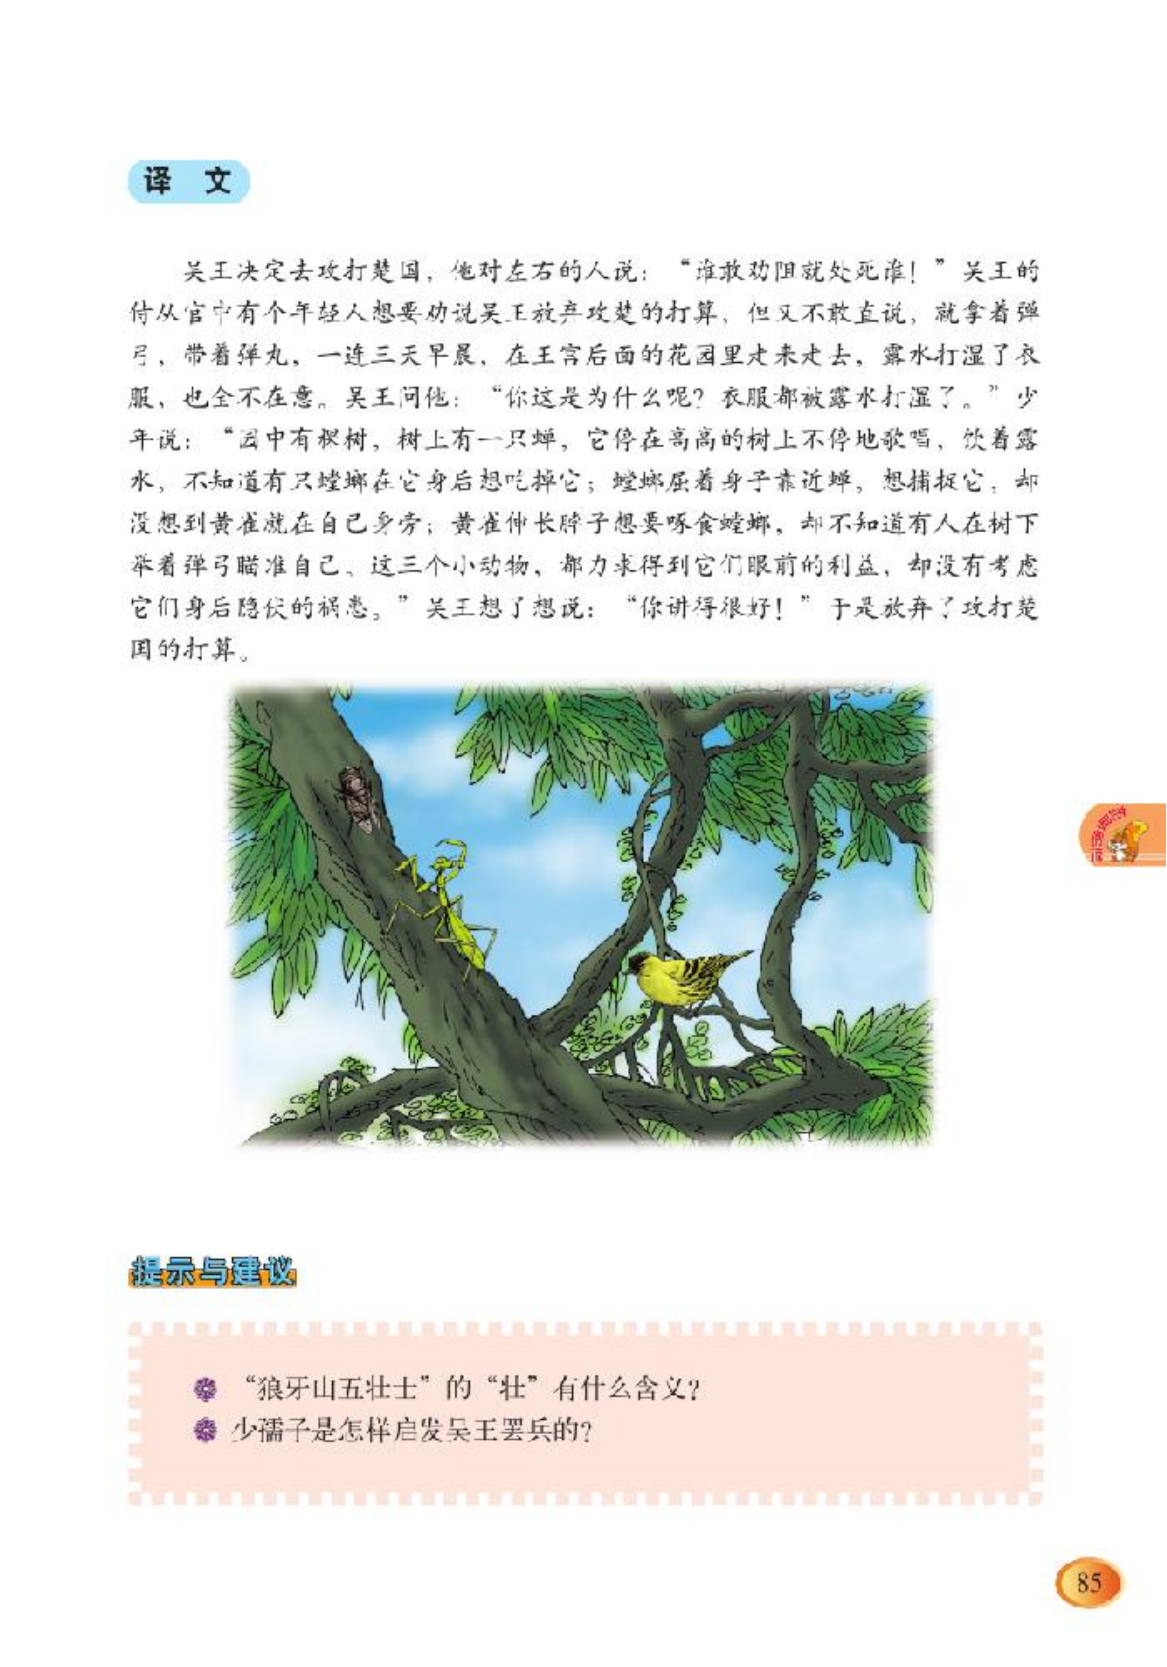 译 文
吴王决定去攻打楚国，他对左右的人说：“谁敢劝阻就处死谁！”吴王的
侍从官中有个年轻人想要劝说吴王放弃攻楚的打算，但又不敢直说，就拿着弹
弓，带着弹丸，一连三天早晨，在王宫后面的花园里走来走去，露水打湿了衣
服，也全不在意。吴王问他：“你这是为什么呢？衣服都被露水打湿了。”少
年说：“园中有棵树，树上有一只蝉，它停在高高的树上不停地歌唱，饮着露
水，不知道有只螳螂在它身后想吃掉它；螳螂屈着身子靠近蝉，想捕捉它，却
没想到黄雀就在自己身旁；黄雀伸长脖子想要啄食螳螂，却不知道有人在树下
举着弹弓瞄准自己。这三个小动物，都力求得到它们眼前的利益，却没有考虑
它们身后隐伏的祸患。”吴王想了想说：“你讲得很好！”于是放弃了攻打楚
国的打算。
提示与建议
“狼牙山五壮士”的“壮”有什么含义？
少孺子是怎样启发吴王罢兵的？
85